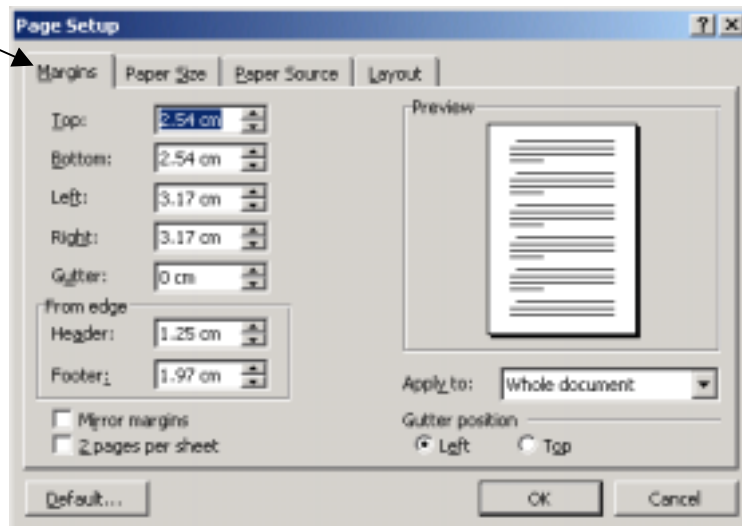 Page Setup
Margins Paper Size Paper Source Layout
Top: 2.54 cm
Bottom: 2.54 cm
Left: 3.17 cm
Right: 3.17 cm
Gutter: 0 cm
From edge
Header: 1.25 cm
Footer: 1.97 cm
Mirror margins
2 pages per sheet
Preview
Apply to: Whole document
Gutter position
Left Top
Default... OK Cancel